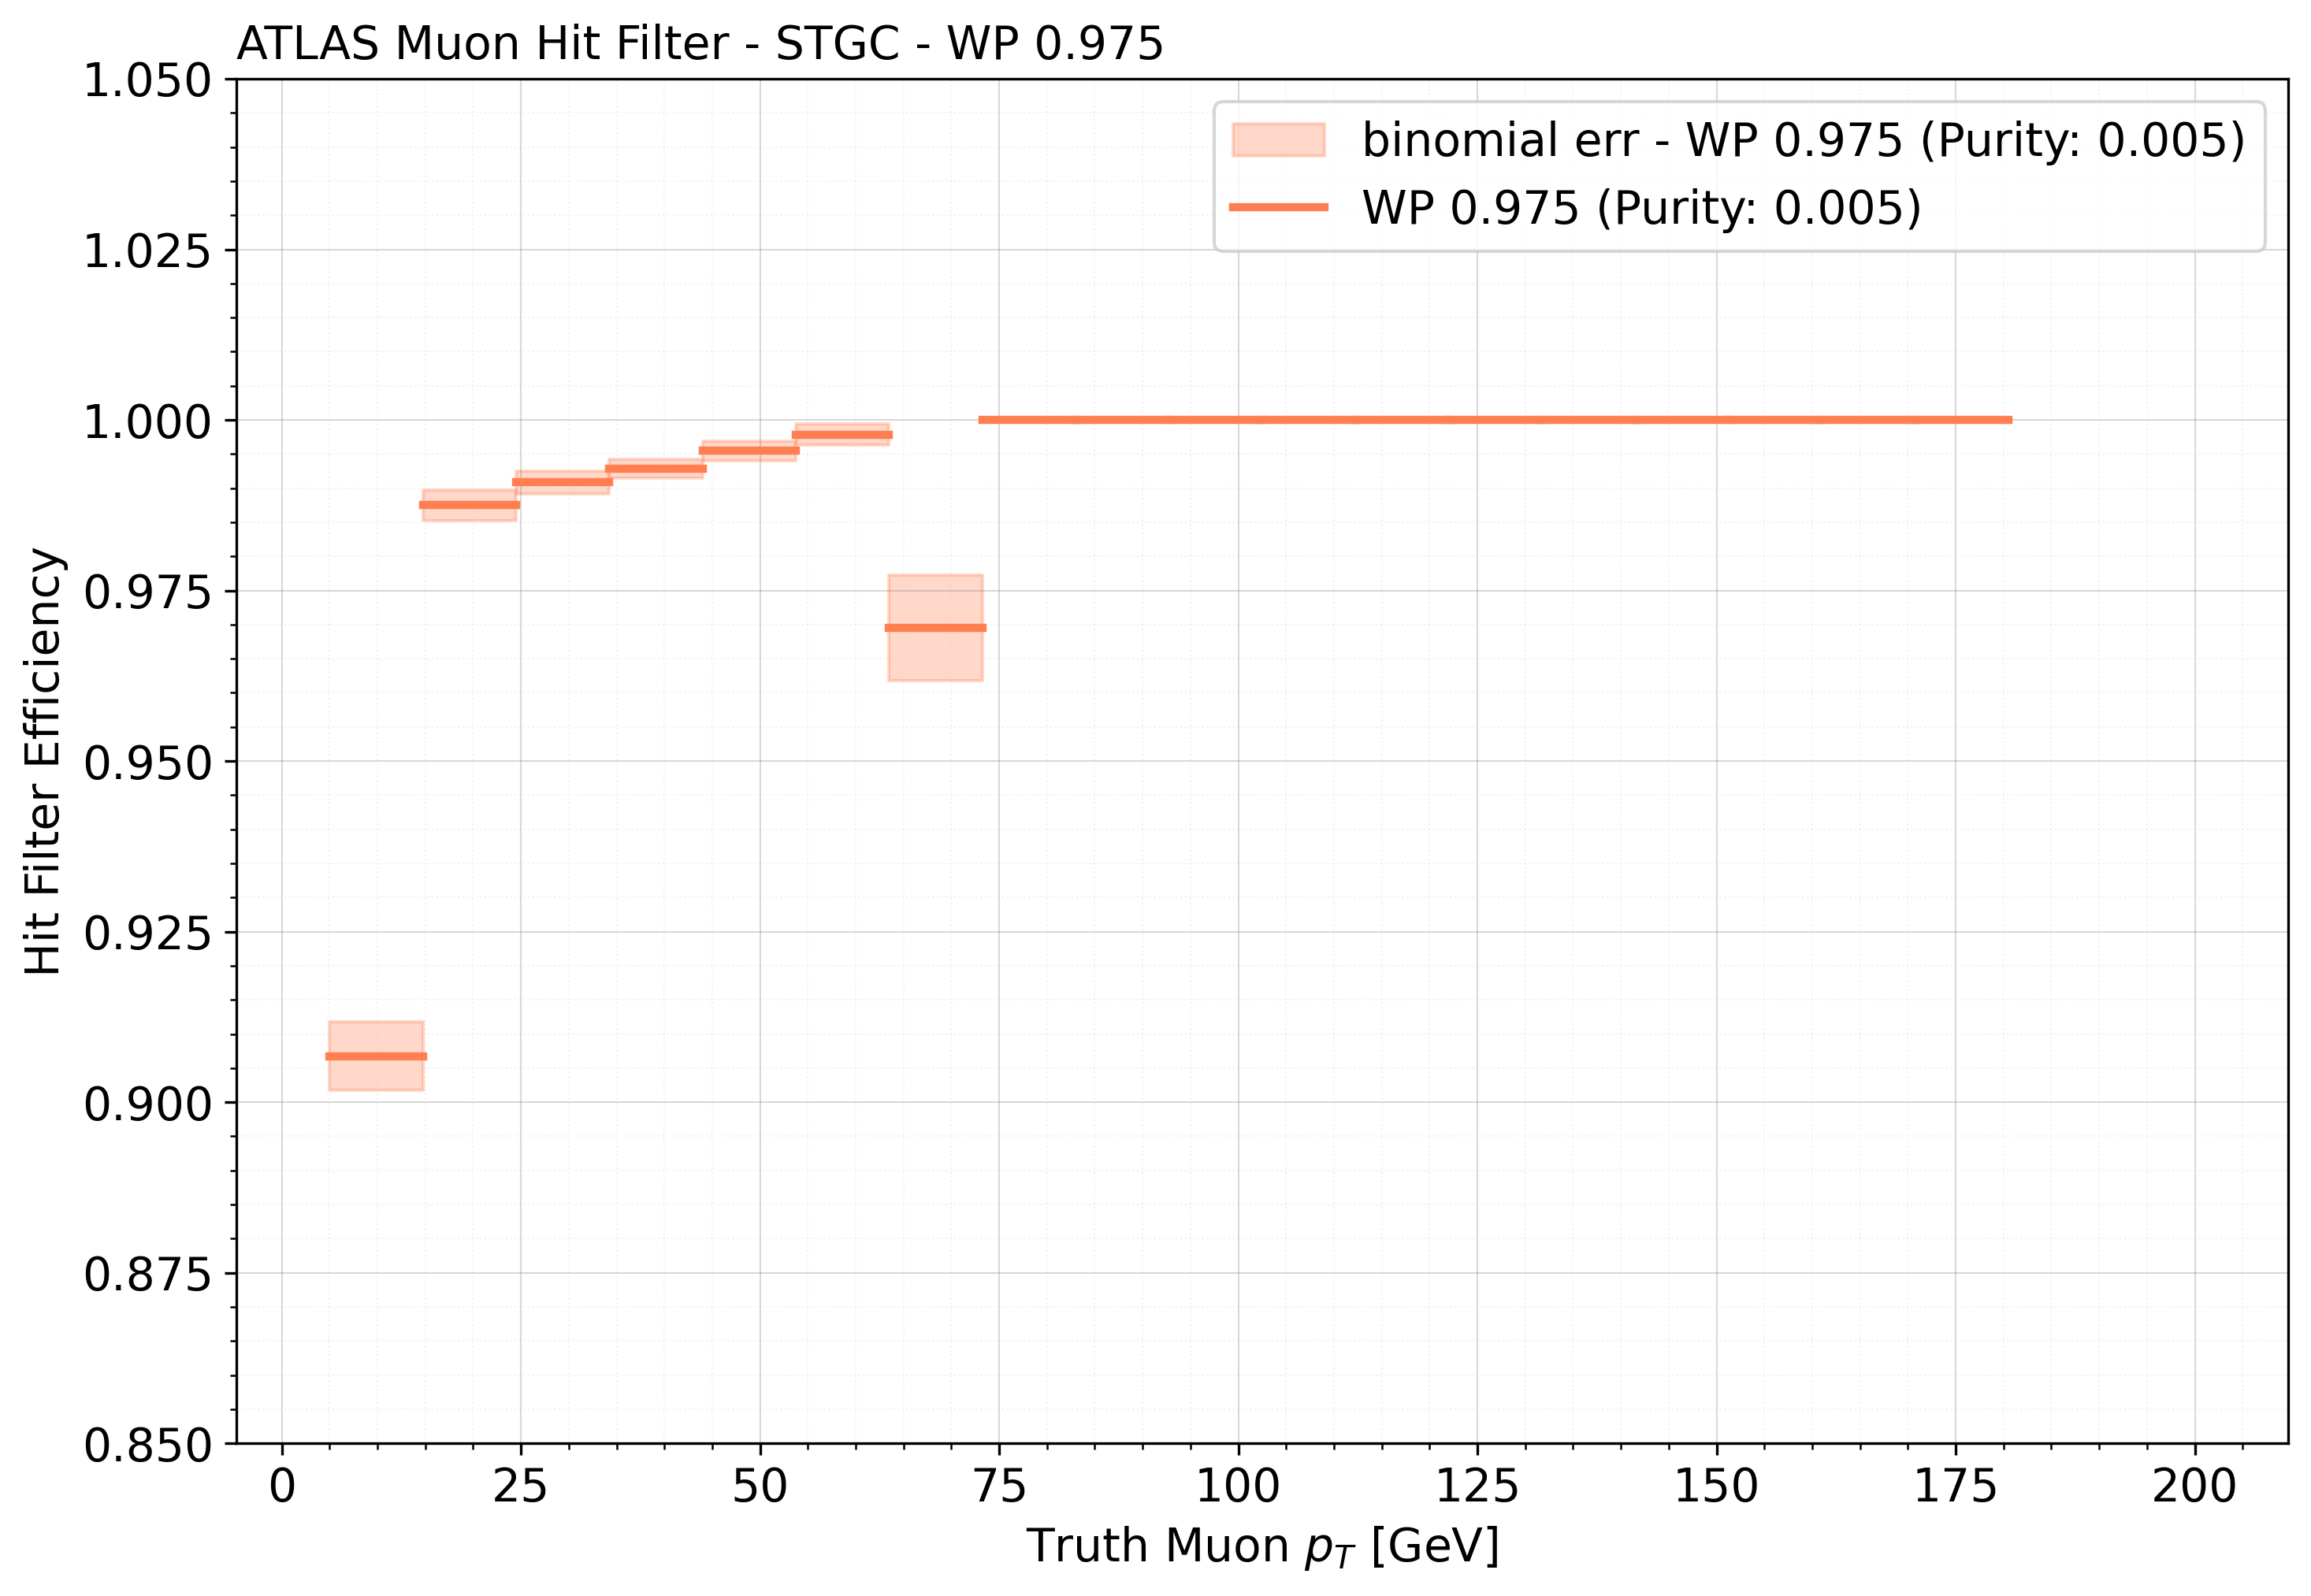 ATLAS Muon Hit Filter - STGC - WP 0.975
binomial err - WP 0.975 (Purity: 0.005)
WP 0.975 (Purity: 0.005)
Hit Filter Efficiency
1.050
1.025
1.000
0.975
0.950
0.925
0.900
0.875
0.850
0 25 50 75 100 125 150 175 200
Truth Muon p_T [GeV]